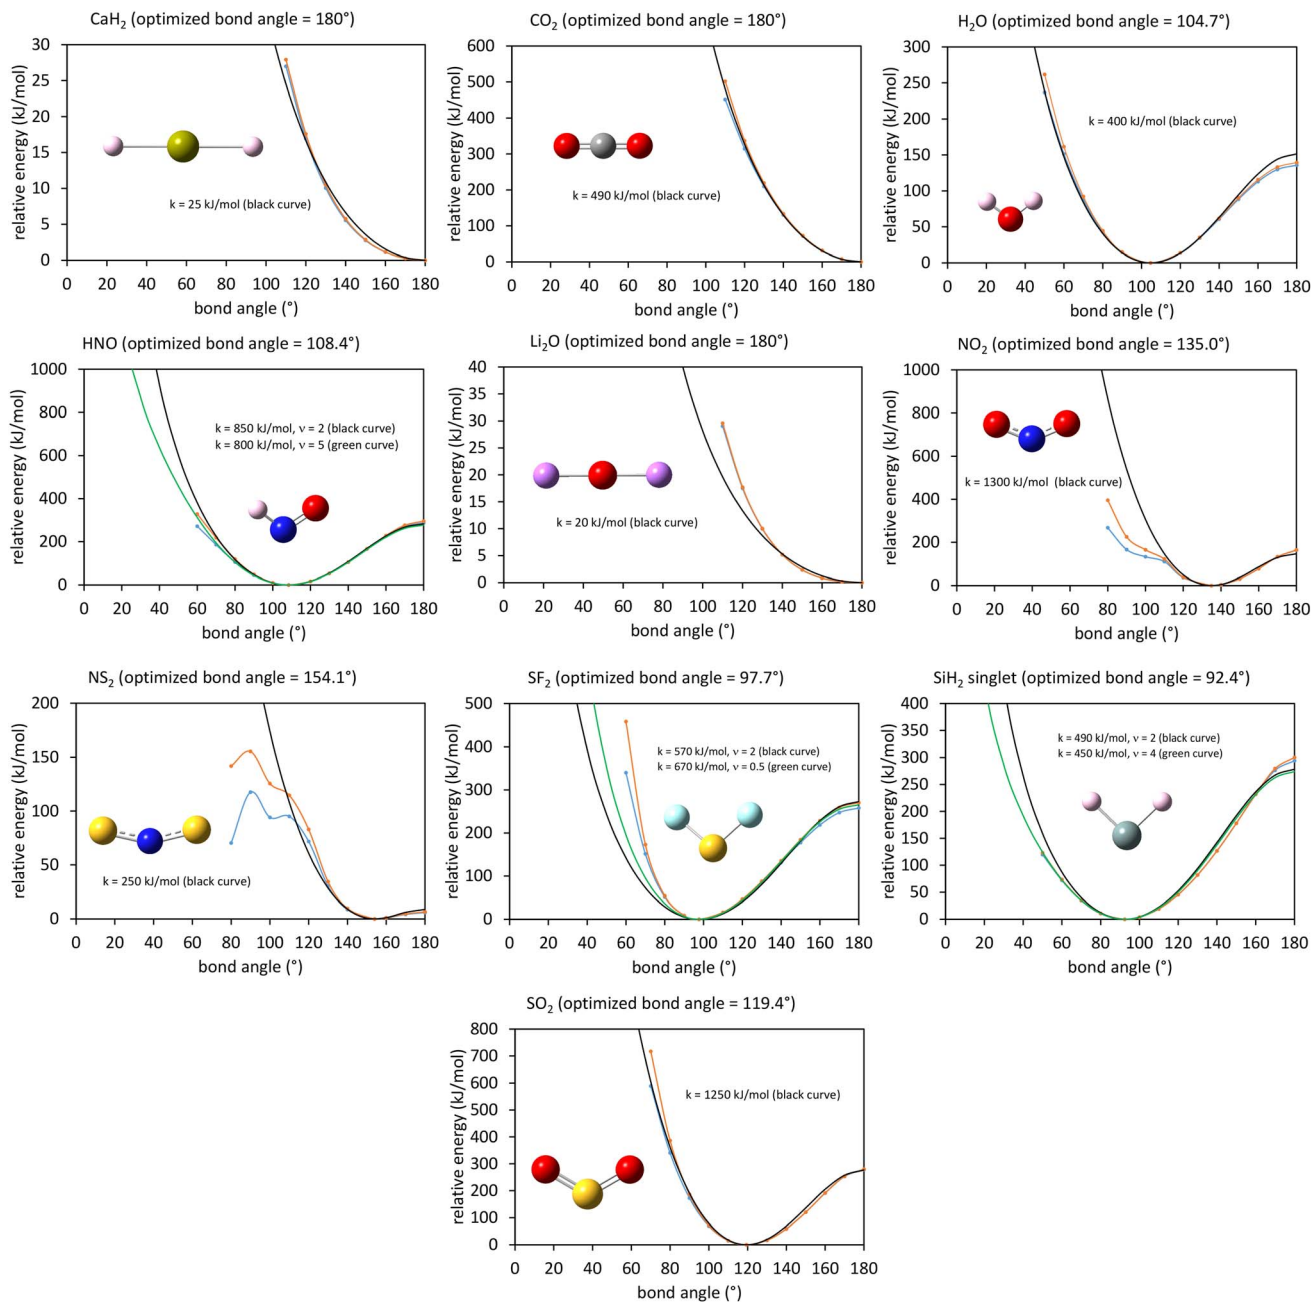 CaH₂ (optimized bond angle = 180°)
relative energy (kJ/mol)
30
25
20
15
10
5
0
k = 25 kJ/mol (black curve)
0 20 40 60 80 100 120 140 160 180
bond angle (°)
CO₂ (optimized bond angle = 180°)
relative energy (kJ/mol)
600
500
400
300
200
100
0
k = 490 kJ/mol (black curve)
0 20 40 60 80 100 120 140 160 180
bond angle (°)
H₂O (optimized bond angle = 104.7°)
relative energy (kJ/mol)
300
250
200
150
100
50
0
k = 400 kJ/mol (black curve)
0 20 40 60 80 100 120 140 160 180
bond angle (°)
HNO (optimized bond angle = 108.4°)
relative energy (kJ/mol)
1000
800
600
400
200
0
k = 850 kJ/mol, ν = 2 (black curve)
k = 800 kJ/mol, ν = 5 (green curve)
0 20 40 60 80 100 120 140 160 180
bond angle (°)
Li₂O (optimized bond angle = 180°)
relative energy (kJ/mol)
40
35
30
25
20
15
10
5
0
k = 20 kJ/mol (black curve)
0 20 40 60 80 100 120 140 160 180
bond angle (°)
NO₂ (optimized bond angle = 135.0°)
relative energy (kJ/mol)
1000
800
600
400
200
0
k = 1300 kJ/mol (black curve)
0 20 40 60 80 100 120 140 160 180
bond angle (°)
NS₂ (optimized bond angle = 154.1°)
relative energy (kJ/mol)
200
150
100
50
0
k = 250 kJ/mol (black curve)
0 20 40 60 80 100 120 140 160 180
bond angle (°)
SF₂ (optimized bond angle = 97.7°)
relative energy (kJ/mol)
500
400
300
200
100
0
k = 570 kJ/mol, ν = 2 (black curve)
k = 670 kJ/mol, ν = 0.5 (green curve)
0 20 40 60 80 100 120 140 160 180
bond angle (°)
SiH₂ singlet (optimized bond angle = 92.4°)
relative energy (kJ/mol)
400
350
300
250
200
150
100
50
0
k = 490 kJ/mol, ν = 2 (black curve)
k = 450 kJ/mol, ν = 4 (green curve)
0 20 40 60 80 100 120 140 160 180
bond angle (°)
SO₂ (optimized bond angle = 119.4°)
relative energy (kJ/mol)
800
700
600
500
400
300
200
100
0
k = 1250 kJ/mol (black curve)
0 20 40 60 80 100 120 140 160 180
bond angle (°)